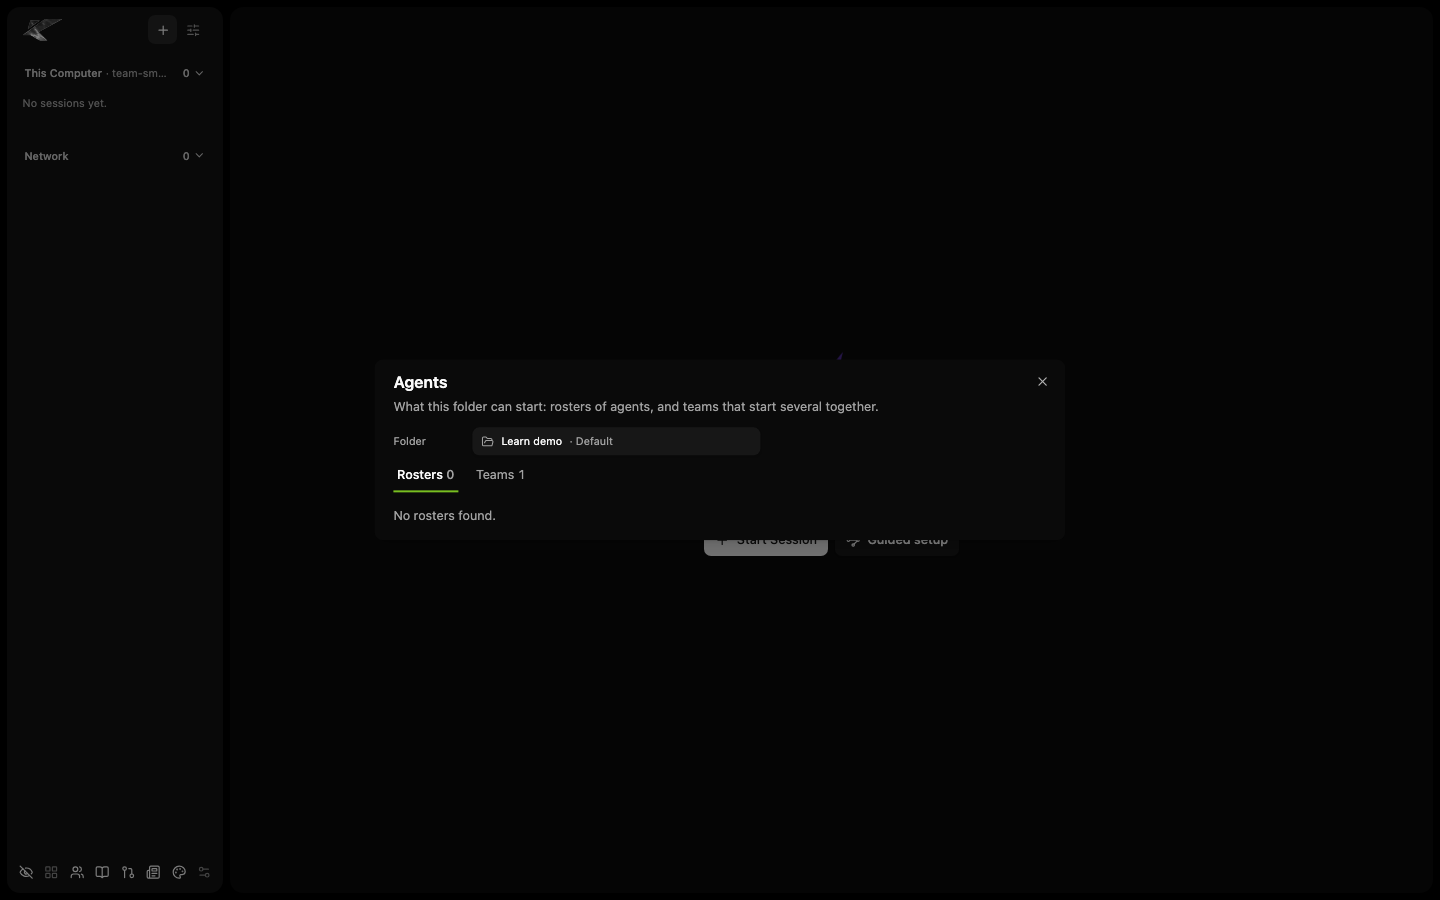 This Computer · team-sm... 0
No sessions yet.
Network 0
Agents
What this folder can start: rosters of agents, and teams that start several together.
Folder Learn demo · Default
Rosters 0 Teams 1
No rosters found.
Start Session Guided setup